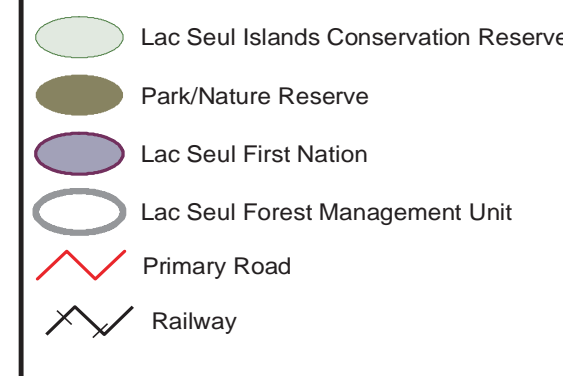 Lac Seul Islands Conservation Reserve
Park/Nature Reserve
Lac Seul First Nation
Lac Seul Forest Management Unit
Primary Road
Railway